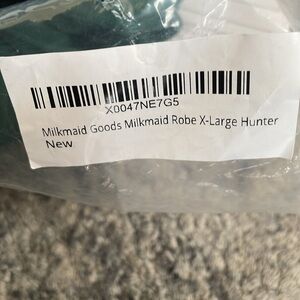 X0047NE7G5
Milkmaid Goods Milkmaid Robe X-Large Hunter
New